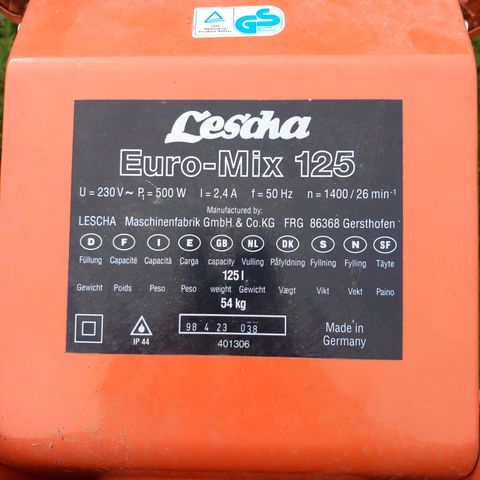 GS
Lescha
Euro-Mix 125
U = 230 V ~ P₁ = 500 W I = 2,4 A f = 50 Hz n = 1400 / 26 min⁻¹
Manufactured by:
LESCHA Maschinenfabrik GmbH & Co.KG FRG 86368 Gersthofen
D F I E GB NL DK S N SF
Füllung Capacité Capacità Carga capacity Vulling Påfyldning Fyllning Fylling Täyte
125 l
Gewicht Poids Peso Peso weight Gewicht Vægt Vikt Vekt Paino
54 kg
IP 44
98 4 23 038
401306
Made in
Germany